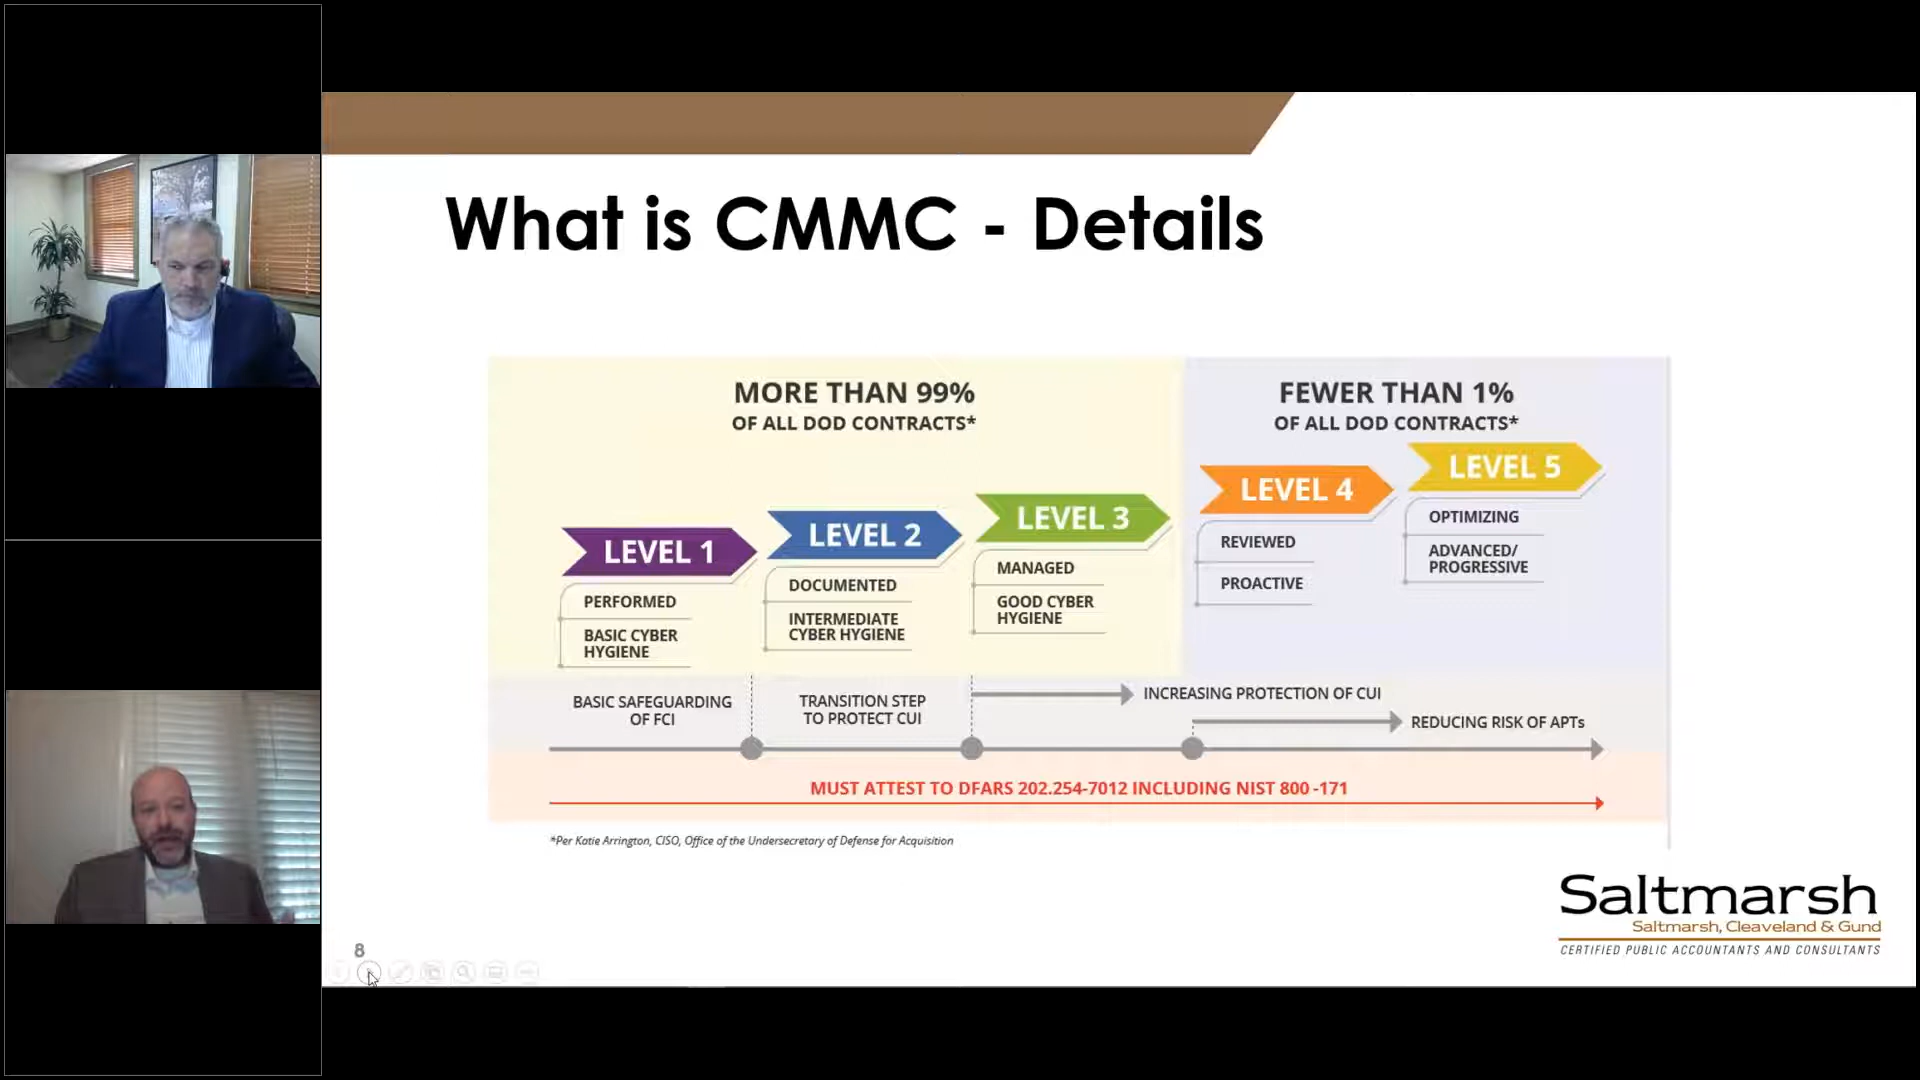 What is CMMC - Details
MORE THAN 99%
OF ALL DOD CONTRACTS*
FEWER THAN 1%
OF ALL DOD CONTRACTS*
LEVEL 1
PERFORMED
BASIC CYBER
HYGIENE
LEVEL 2
DOCUMENTED
INTERMEDIATE
CYBER HYGIENE
LEVEL 3
MANAGED
GOOD CYBER
HYGIENE
LEVEL 4
REVIEWED
PROACTIVE
LEVEL 5
OPTIMIZING
ADVANCED/
PROGRESSIVE
BASIC SAFEGUARDING
OF FCI
TRANSITION STEP
TO PROTECT CUI
INCREASING PROTECTION OF CUI
REDUCING RISK OF APTs
MUST ATTEST TO DFARS 202.254-7012 INCLUDING NIST 800 -171
*Per Katie Arrington, CISO, Office of the Undersecretary of Defense for Acquisition
Saltmarsh
Saltmarsh, Cleaveland & Gund
CERTIFIED PUBLIC ACCOUNTANTS AND CONSULTANTS
8